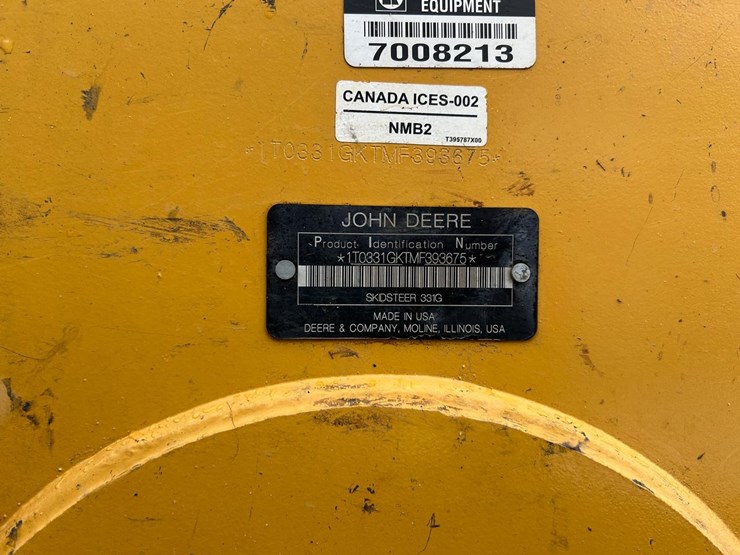 EQUIPMENT
7008213
CANADA ICES-002
NMB2
T395787X00
*1T0331GKTMF393675*
JOHN DEERE
Product Identification Number
*1T0331GKTMF393675*
SKIDSTEER 331G
MADE IN USA
DEERE & COMPANY, MOLINE, ILLINOIS, USA